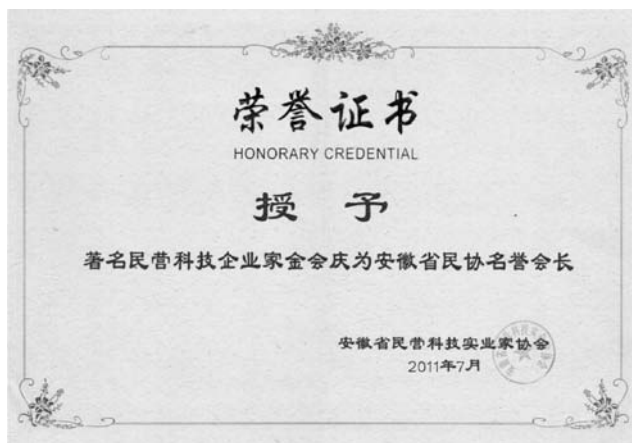 荣誉证书
HONORARY CREDENTIAL
授 予
著名民营科技企业家金会庆为安徽省民协名誉会长
安徽省民营科技实业家协会
2011年7月